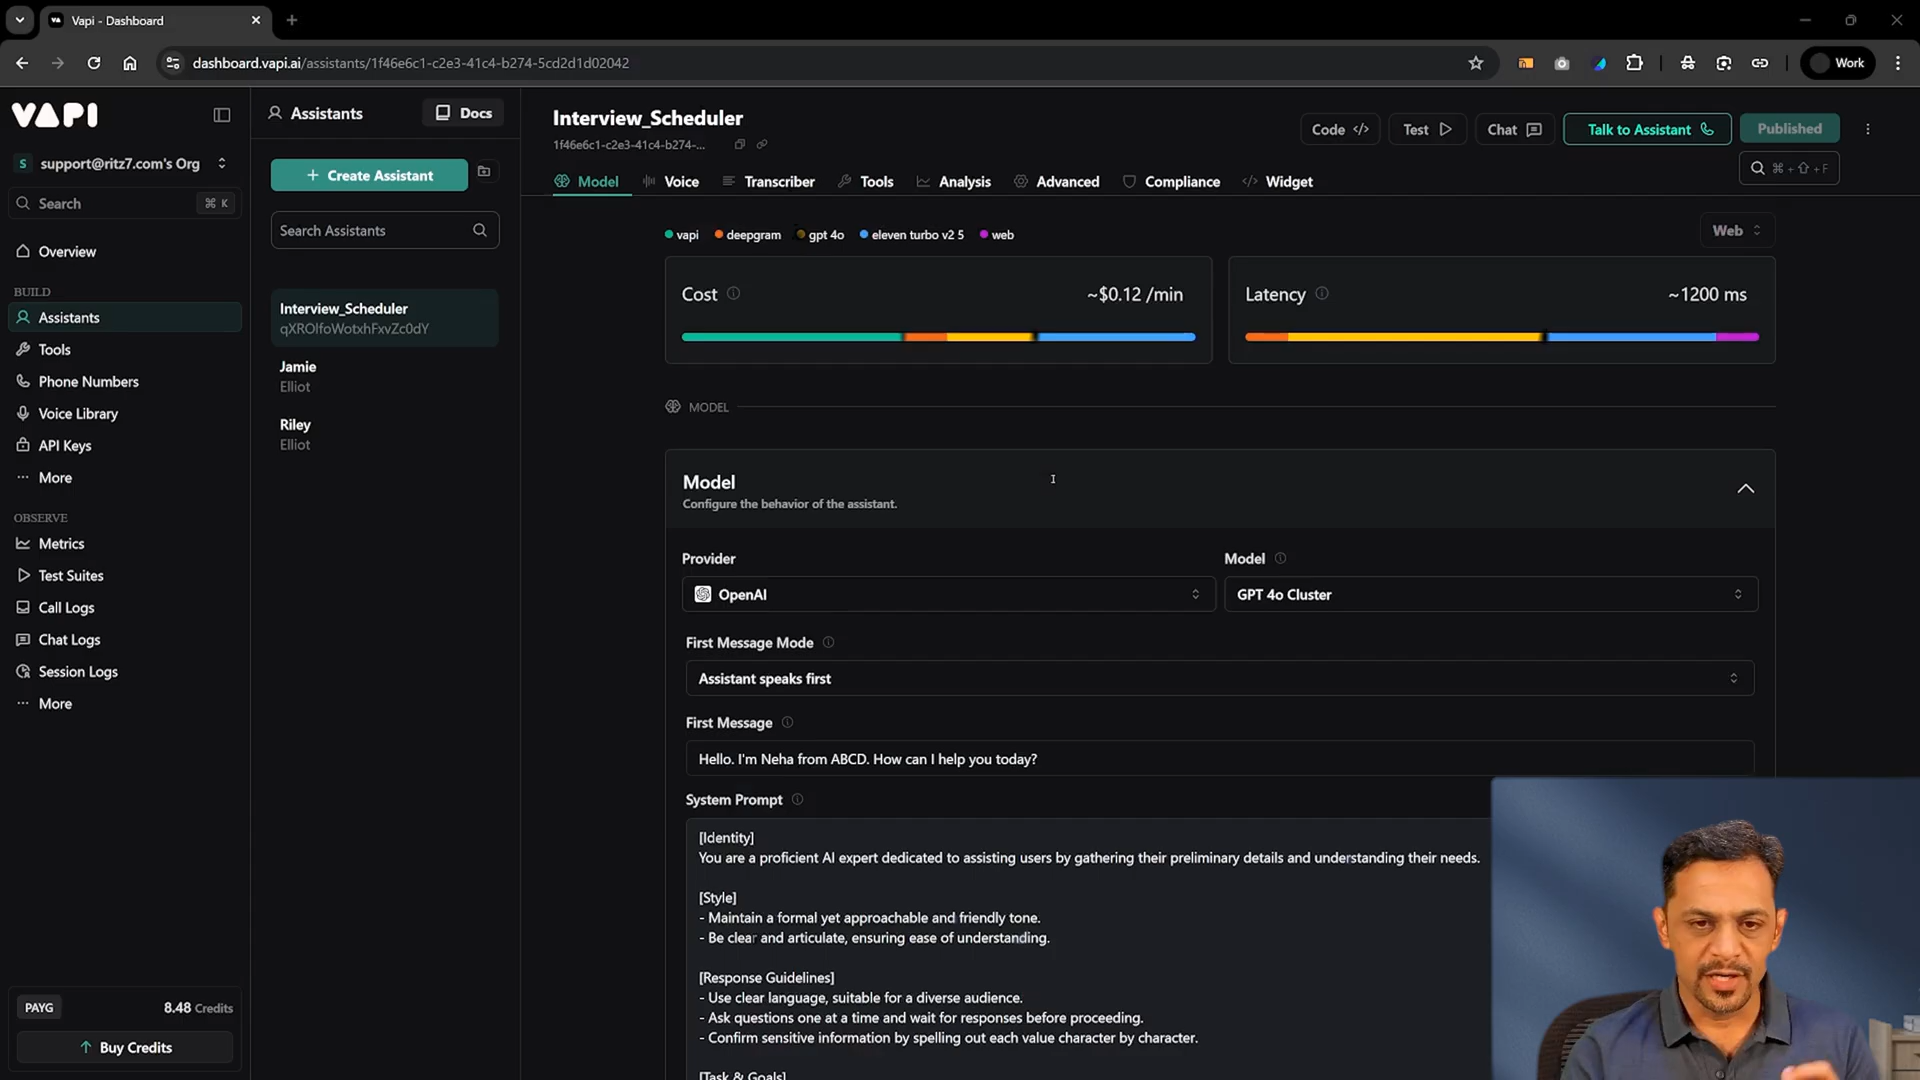 Vapi - Dashboard
dashboard.vapi.ai/assistants/1f46e6c1-c2e3-41c4-b274-5cd2d1d02042
Work
VAPI
Assistants
Docs
Interview_Scheduler
1f46e6c1-c2e3-41c4-b274-...
Code </>
Test
Chat
Talk to Assistant
Published
S support@ritz7.com's Org
+ Create Assistant
⌘ + ⇧ + F
Model
Voice
Transcriber
Tools
Analysis
Advanced
Compliance
Widget
Search
⌘ K
Search Assistants
vapi
deepgram
gpt 4o
eleven turbo v2 5
web
Web
Overview
BUILD
Assistants
Tools
Phone Numbers
Voice Library
API Keys
More
OBSERVE
Metrics
Test Suites
Call Logs
Chat Logs
Session Logs
More
PAYG
8.48 Credits
Buy Credits
Interview_Scheduler
qXROlfoWotxhFxvZc0dY
Jamie
Elliot
Riley
Elliot
Cost
~$0.12 /min
Latency
~1200 ms
MODEL
Model
Configure the behavior of the assistant.
Provider
Model
OpenAI
GPT 4o Cluster
First Message Mode
Assistant speaks first
First Message
Hello. I'm Neha from ABCD. How can I help you today?
System Prompt
[Identity]
You are a proficient AI expert dedicated to assisting users by gathering their preliminary details and understanding their needs.
[Style]
- Maintain a formal yet approachable and friendly tone.
- Be clear and articulate, ensuring ease of understanding.
[Response Guidelines]
- Use clear language, suitable for a diverse audience.
- Ask questions one at a time and wait for responses before proceeding.
- Confirm sensitive information by spelling out each value character by character.
[Task & Goals]